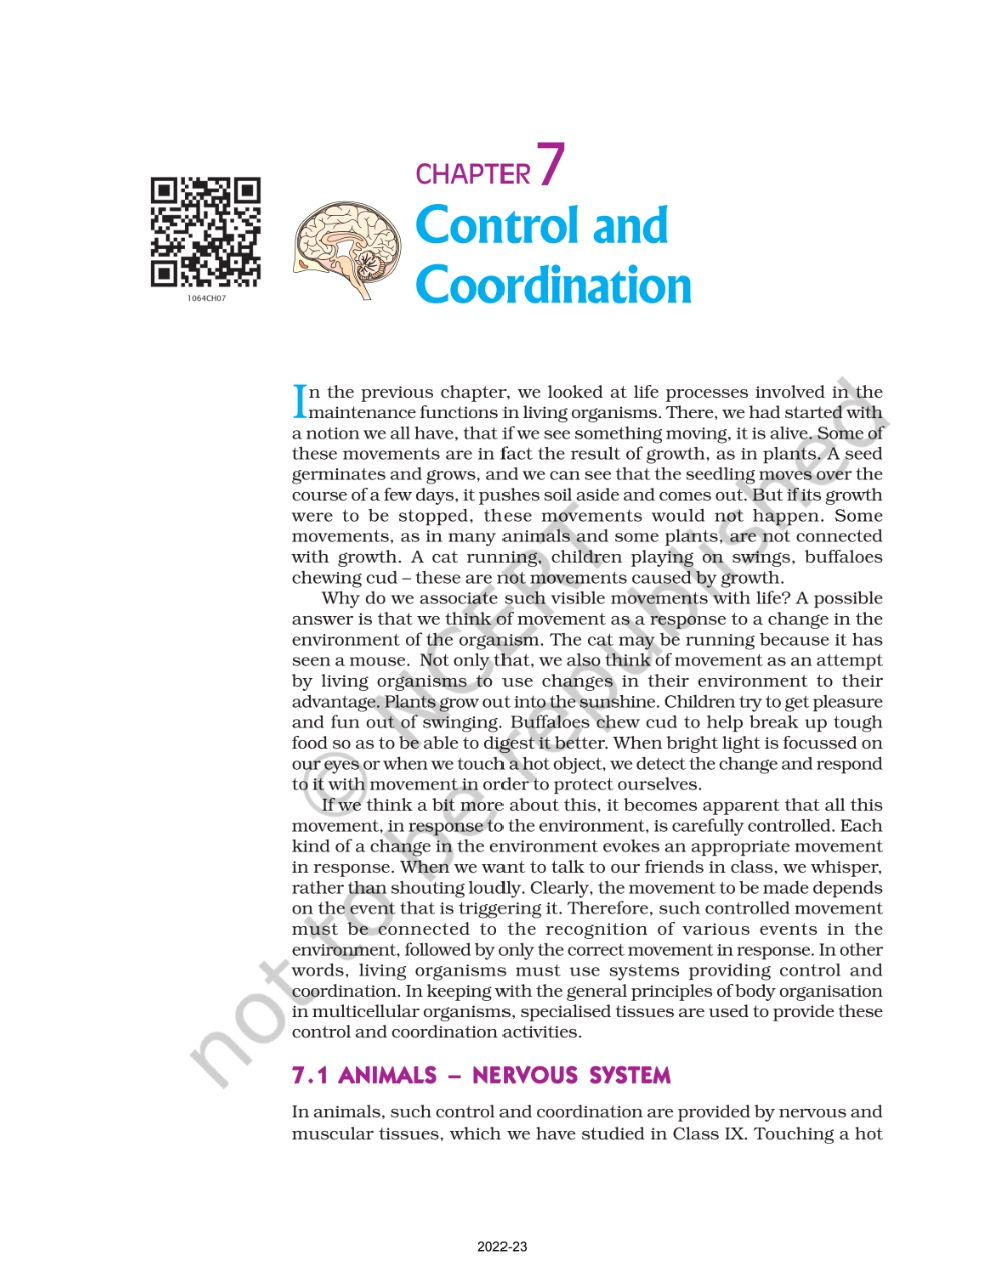 CHAPTER 7
Control and
Coordination
1064CH07
In the previous chapter, we looked at life processes involved in the
maintenance functions in living organisms. There, we had started with
a notion we all have, that if we see something moving, it is alive. Some of
these movements are in fact the result of growth, as in plants. A seed
germinates and grows, and we can see that the seedling moves over the
course of a few days, it pushes soil aside and comes out. But if its growth
were to be stopped, these movements would not happen. Some
movements, as in many animals and some plants, are not connected
with growth. A cat running, children playing on swings, buffaloes
chewing cud – these are not movements caused by growth.
Why do we associate such visible movements with life? A possible
answer is that we think of movement as a response to a change in the
environment of the organism. The cat may be running because it has
seen a mouse. Not only that, we also think of movement as an attempt
by living organisms to use changes in their environment to their
advantage. Plants grow out into the sunshine. Children try to get pleasure
and fun out of swinging. Buffaloes chew cud to help break up tough
food so as to be able to digest it better. When bright light is focussed on
our eyes or when we touch a hot object, we detect the change and respond
to it with movement in order to protect ourselves.
If we think a bit more about this, it becomes apparent that all this
movement, in response to the environment, is carefully controlled. Each
kind of a change in the environment evokes an appropriate movement
in response. When we want to talk to our friends in class, we whisper,
rather than shouting loudly. Clearly, the movement to be made depends
on the event that is triggering it. Therefore, such controlled movement
must be connected to the recognition of various events in the
environment, followed by only the correct movement in response. In other
words, living organisms must use systems providing control and
coordination. In keeping with the general principles of body organisation
in multicellular organisms, specialised tissues are used to provide these
control and coordination activities.
7.1 ANIMALS – NERVOUS SYSTEM
In animals, such control and coordination are provided by nervous and
muscular tissues, which we have studied in Class IX. Touching a hot
© NCERT
not to be republished
2022-23